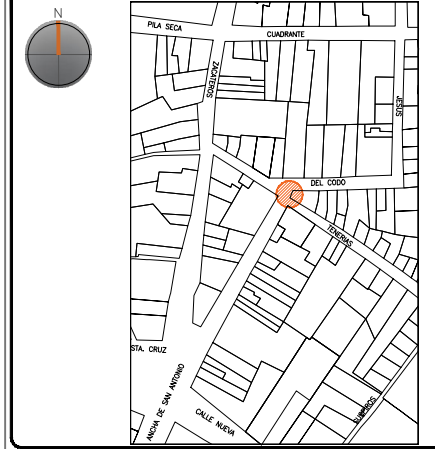 N
PILA SECA
CUADRANTE
ZACATEROS
JESUS
DEL CODO
TENERIAS
STA. CRUZ
ANCHA DE SAN ANTONIO
CALLE NUEVA